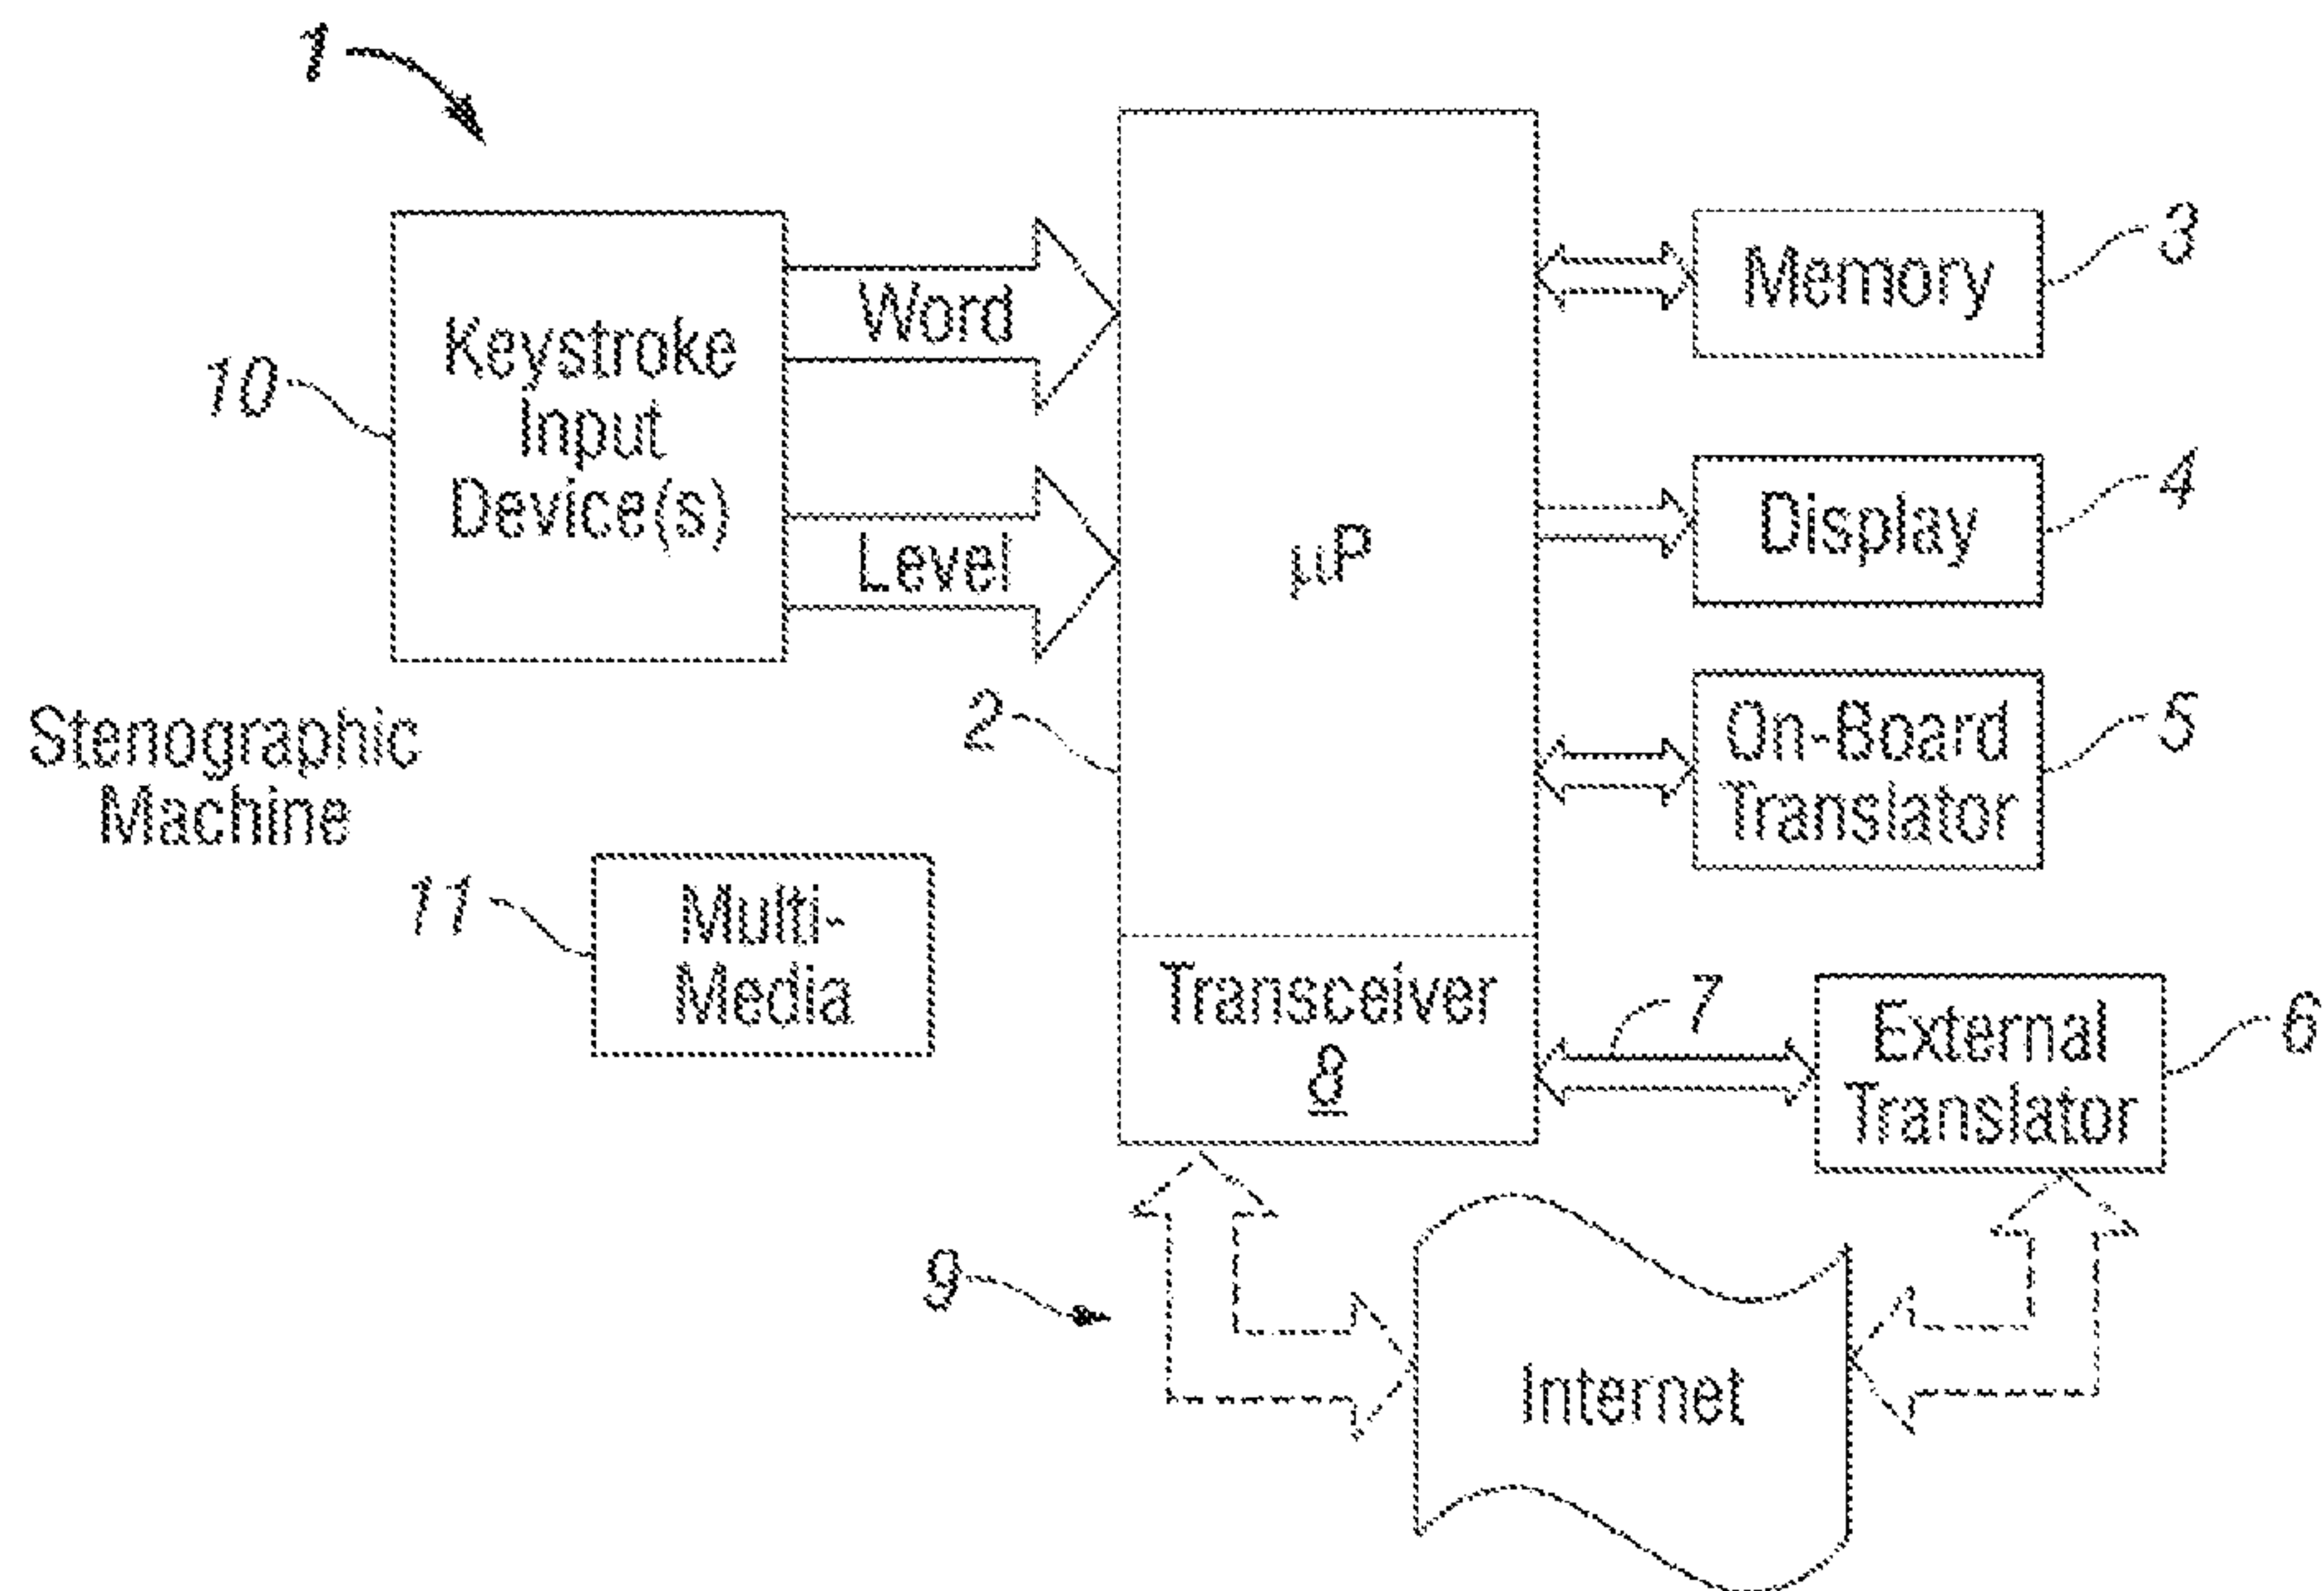 1
10
Keystroke
Input
Device(s)
Word
Level
μP
2
Memory
3
Display
4
On-Board
Translator
5
Stenographic
Machine
11
Multi-
Media
Transceiver
8
7
External
Translator
6
9
Internet